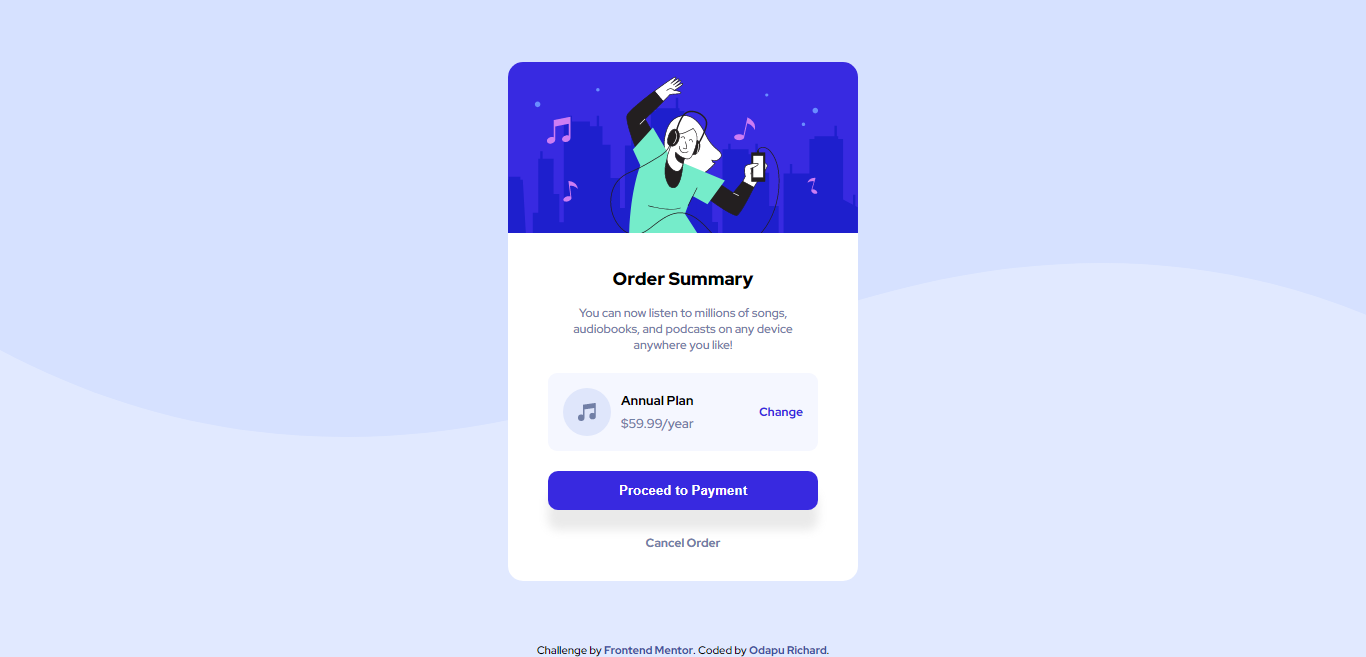 Order Summary
You can now listen to millions of songs,
audiobooks, and podcasts on any device
anywhere you like!
Annual Plan
$59.99/year
Change
Proceed to Payment
Cancel Order
Challenge by Frontend Mentor. Coded by Odapu Richard.